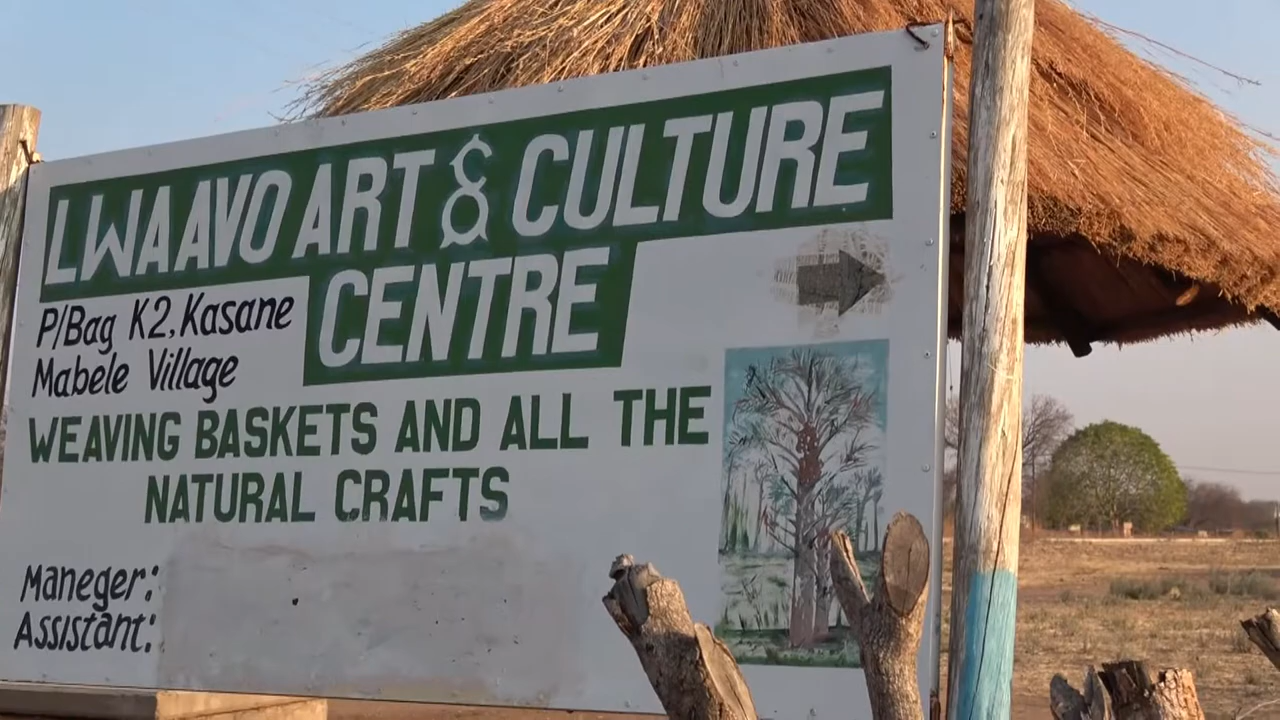 LWAAVO ART & CULTURE
CENTRE
P/Bag K2, Kasane
Mabele Village
WEAVING BASKETS AND ALL THE
NATURAL CRAFTS
Maneger:
Assistant: